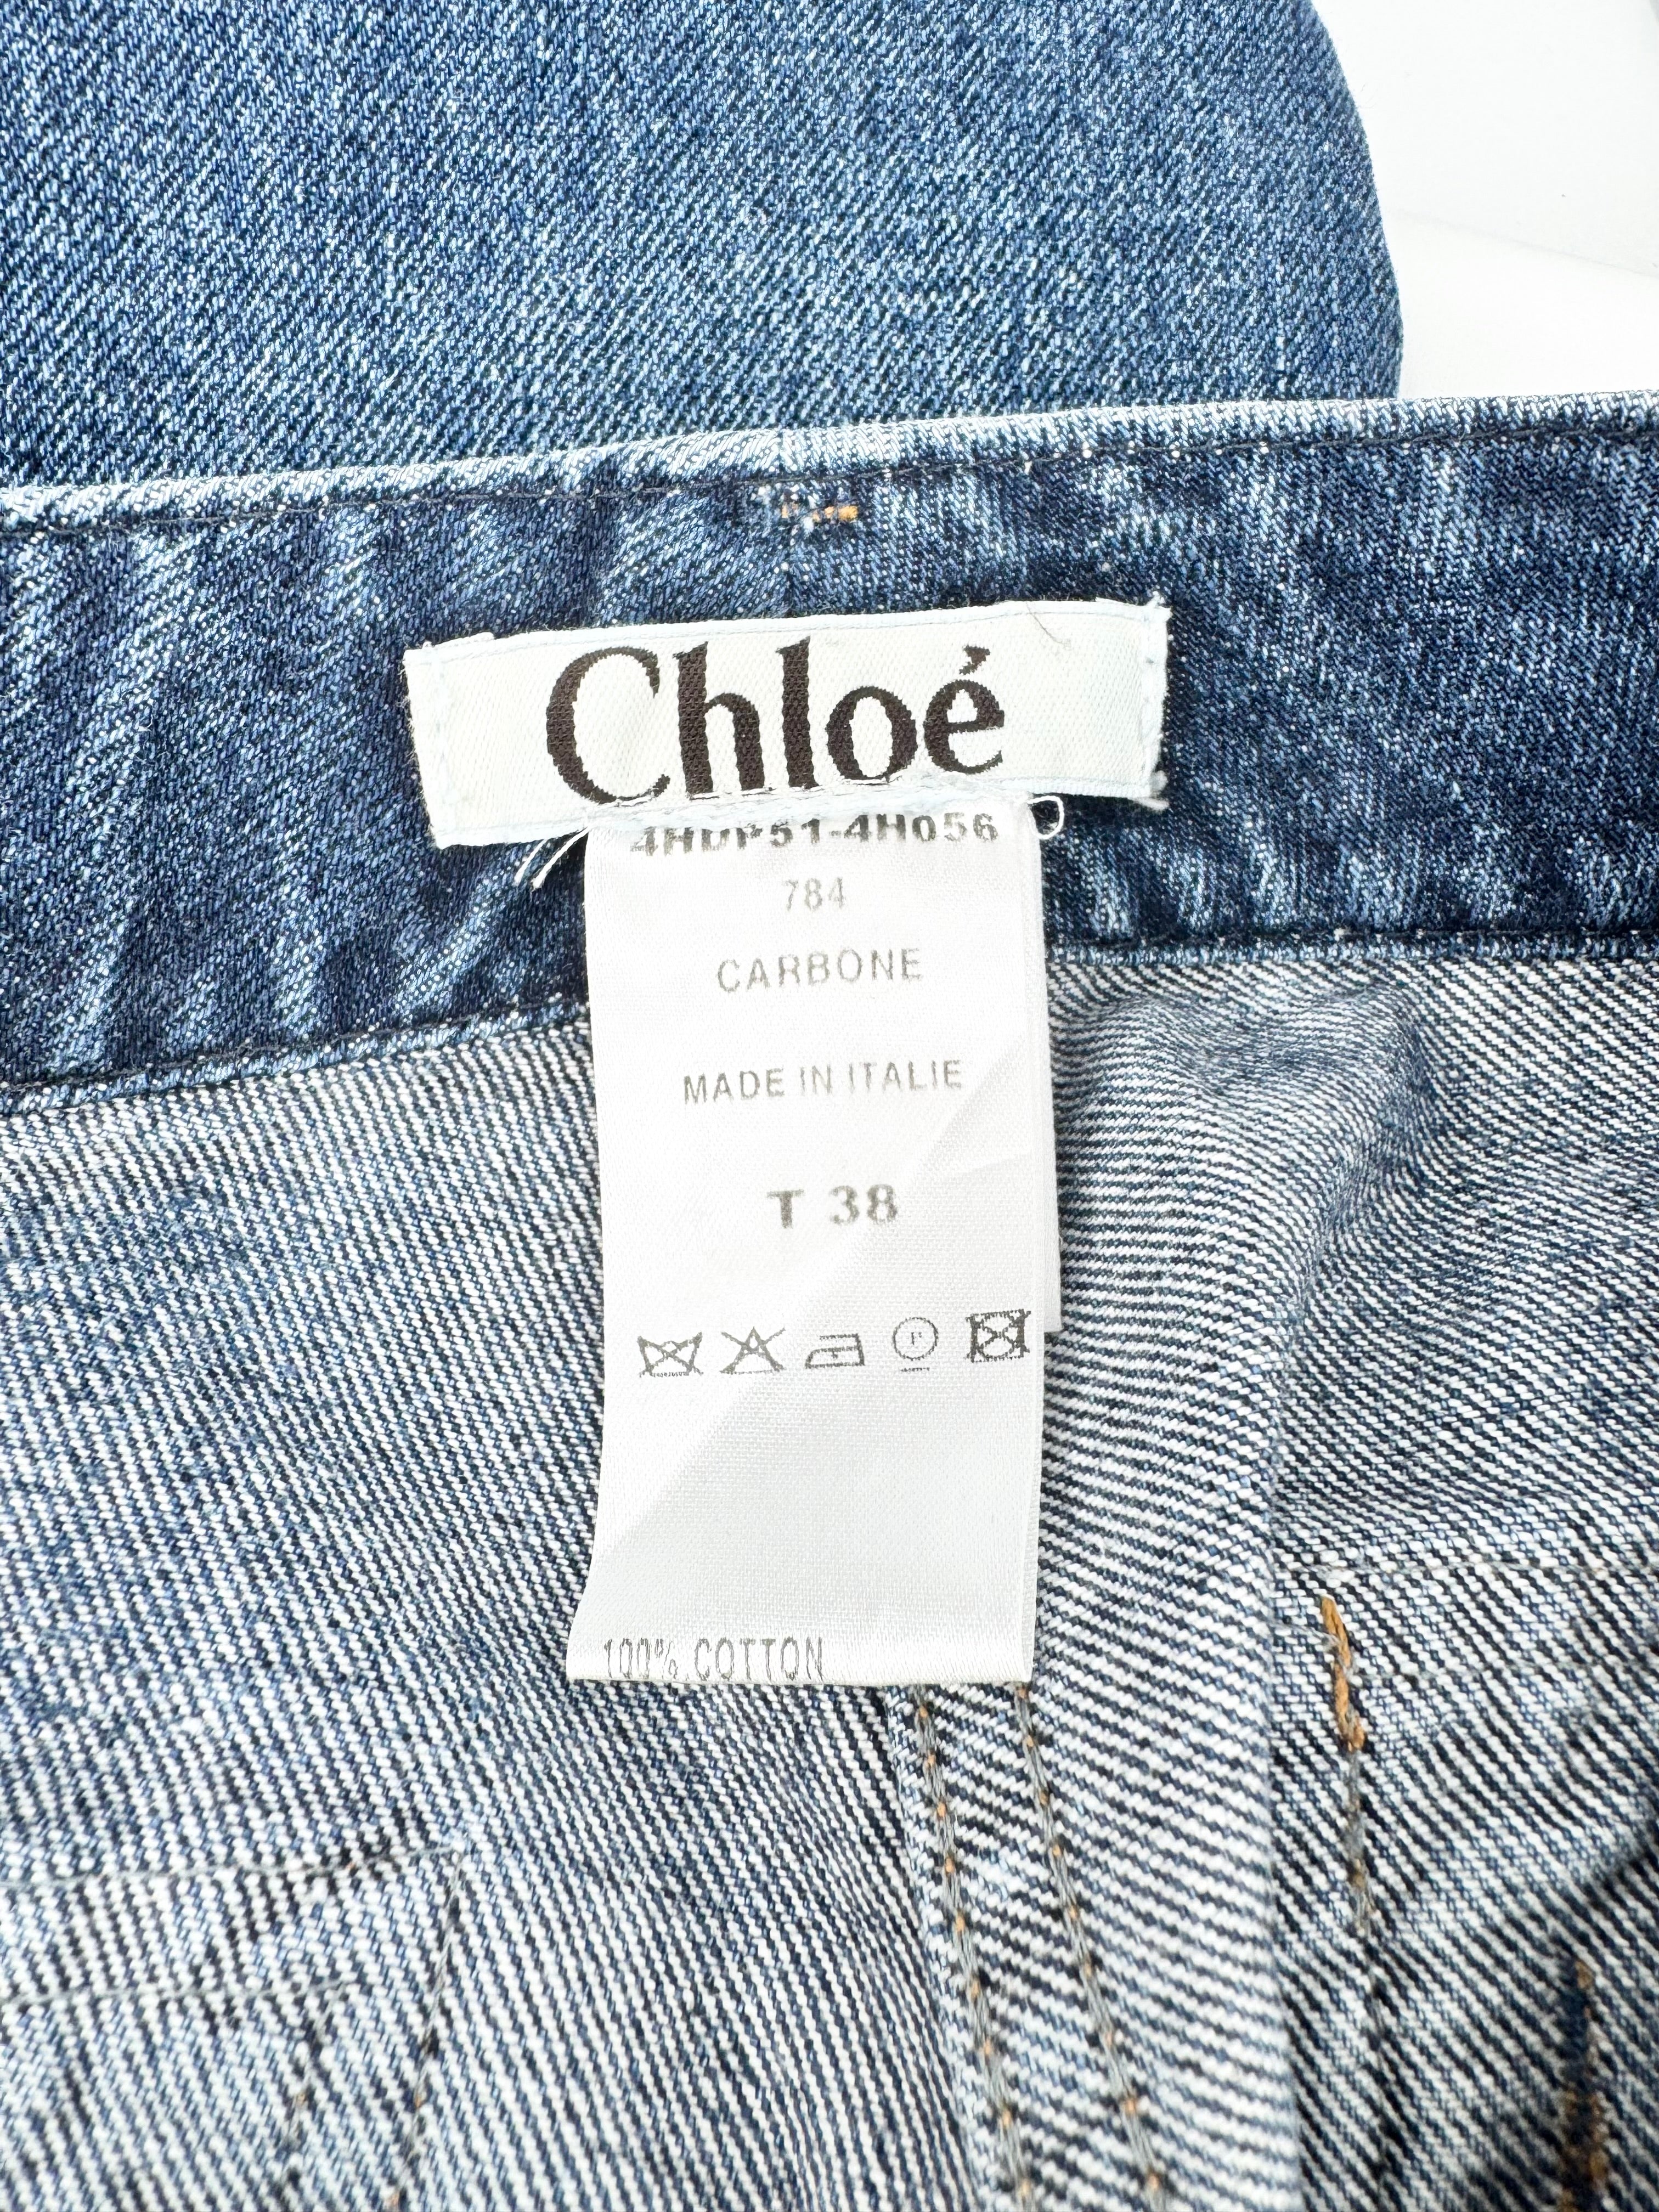 Chloé
4HDP51-4H056
784
CARBONE
MADE IN ITALIE
T 38
100% COTTON